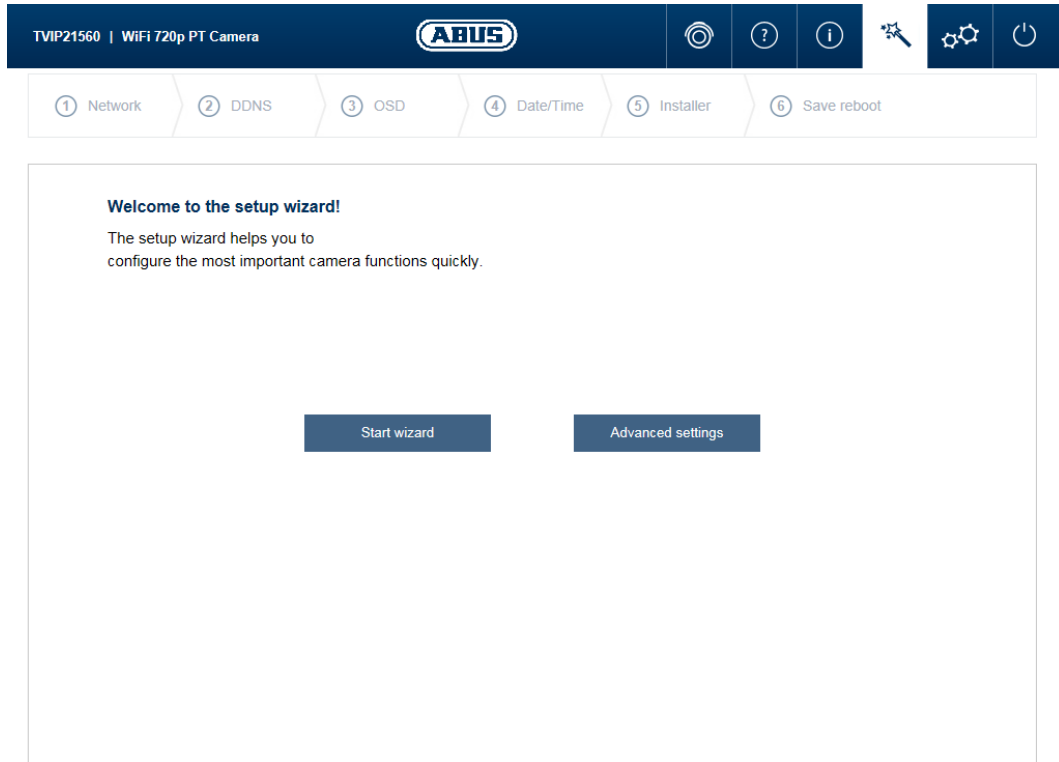 TVIP21560 | WiFi 720p PT Camera
ABUS
?
i
1 Network
2 DDNS
3 OSD
4 Date/Time
5 Installer
6 Save reboot
Welcome to the setup wizard!
The setup wizard helps you to
configure the most important camera functions quickly.
Start wizard
Advanced settings